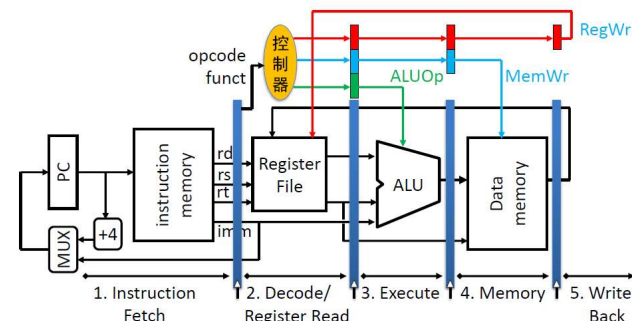 RegWr
控制器
opcode
funct
ALUOp
MemWr
PC
instruction
memory
rd
rs
rt
imm
Register
File
ALU
Data
memory
+4
MUX
1. Instruction
Fetch
2. Decode/
Register Read
3. Execute
4. Memory
5. Write
Back